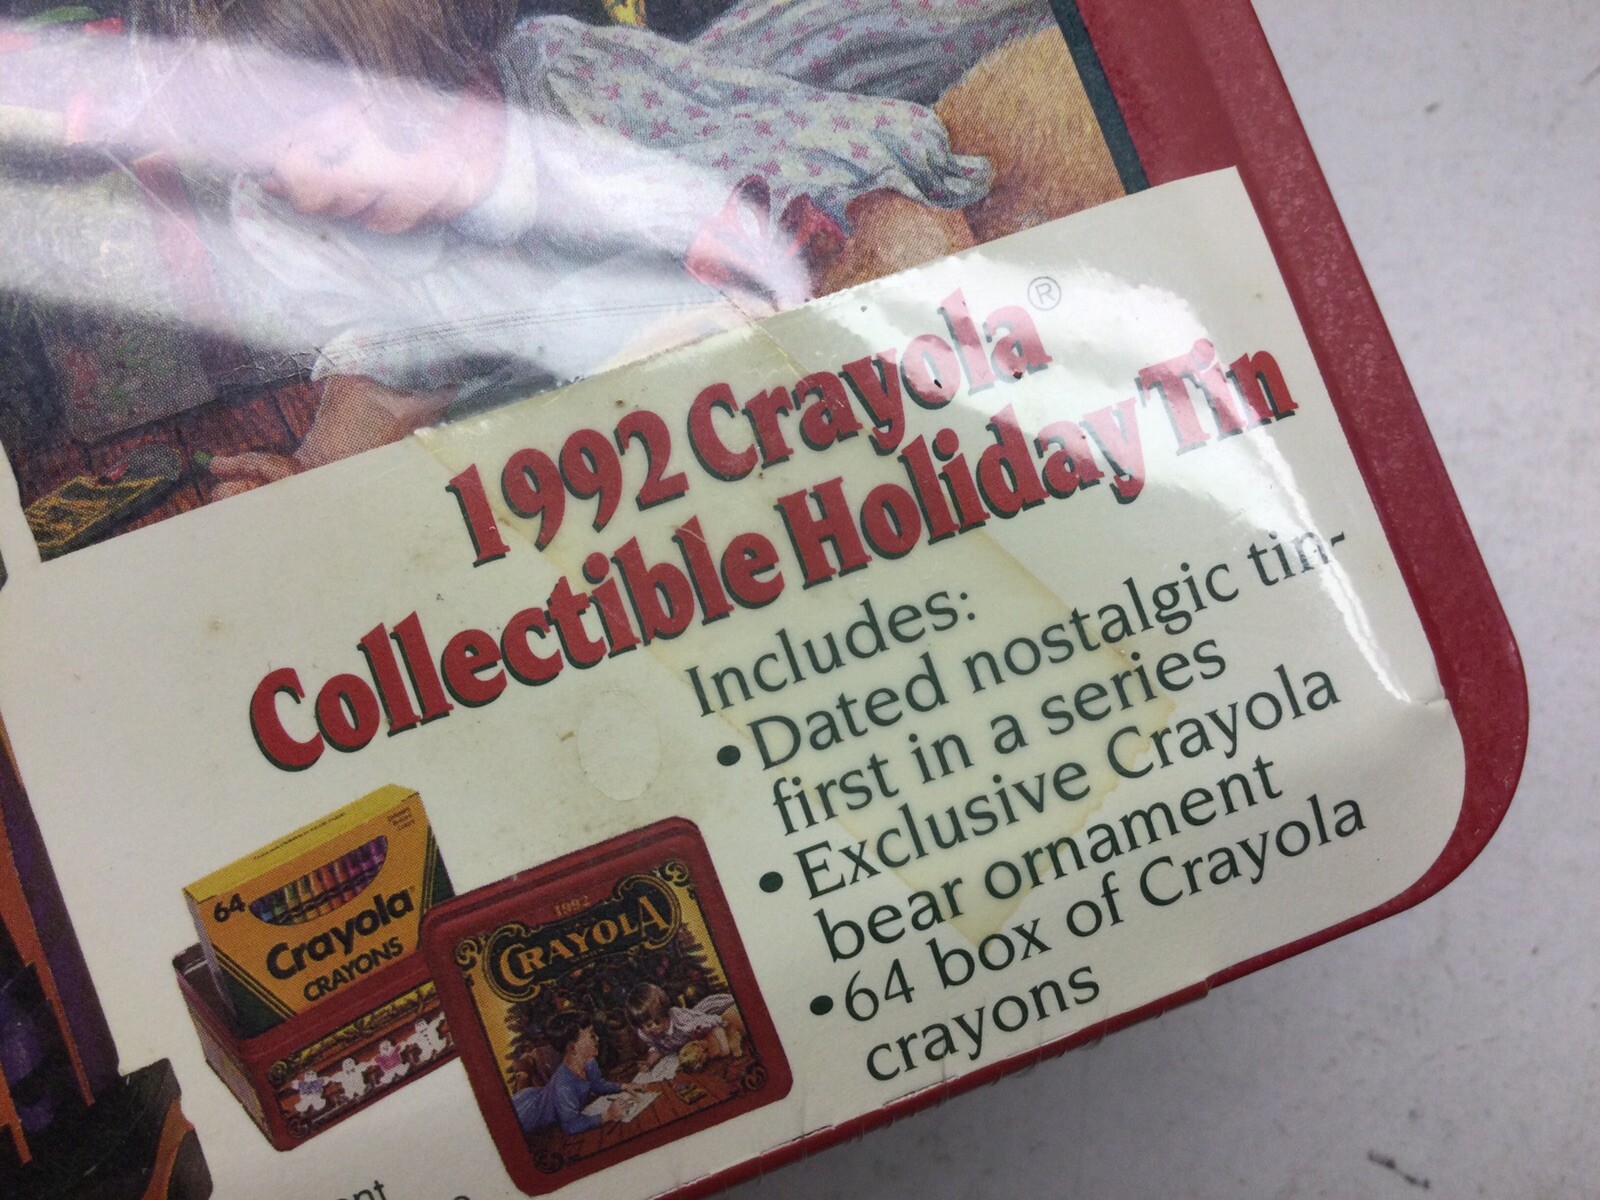 1992 Crayola®
Collectible Holiday Tin
Includes:
•Dated nostalgic tin-
first in a series
•Exclusive Crayola
bear ornament
•64 box of Crayola
crayons
64
Crayola
CRAYONS
1992
CRAYOLA